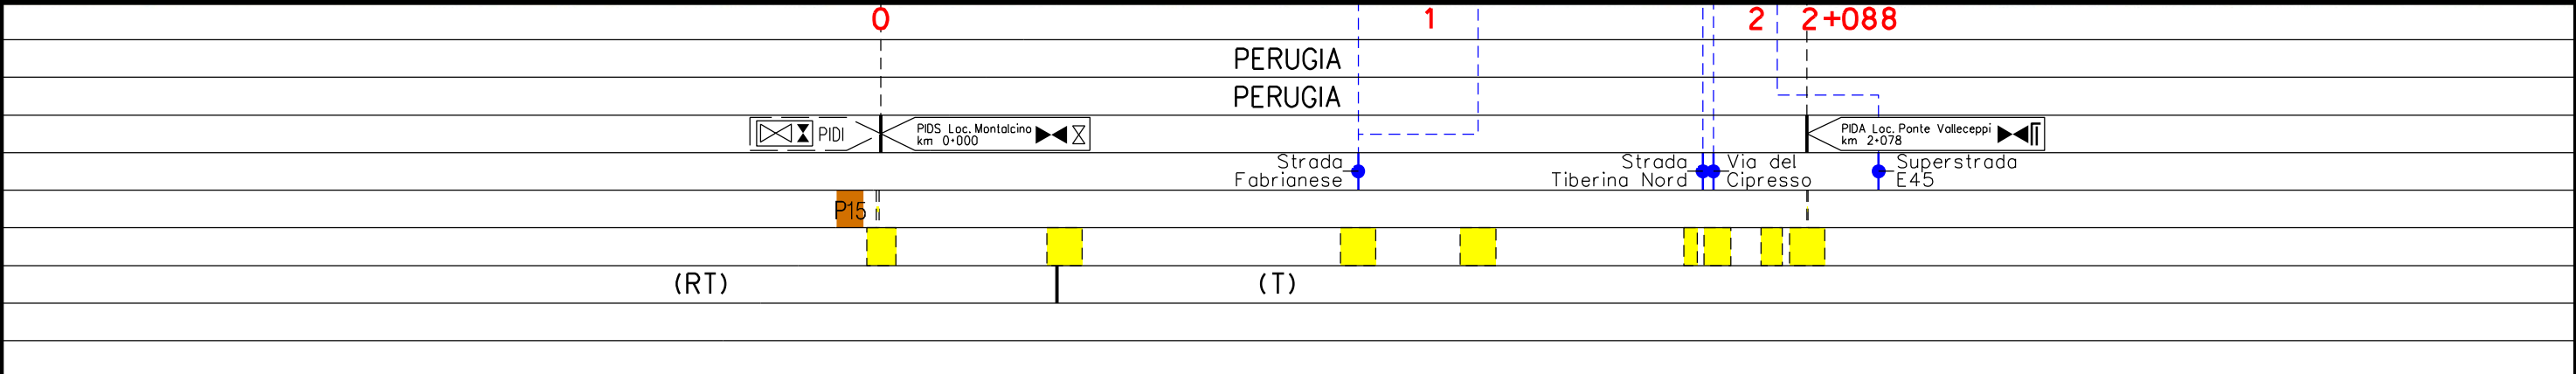 0 1 2 2+088
PERUGIA
PERUGIA
PIDI
PIDS Loc. Montalcino
km 0+000
PIDA Loc. Ponte Valleceppi
km 2+078
Strada
Fabrianese
Strada
Tiberina Nord
Via del
Cipresso
Superstrada
E45
P15
(RT) (T)